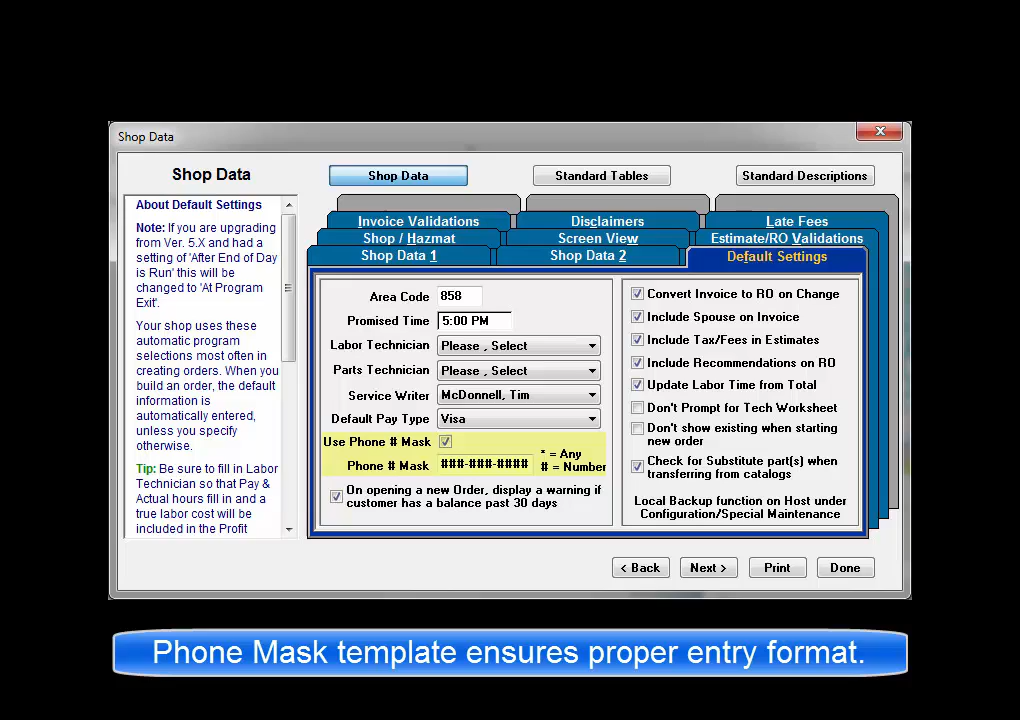 Shop Data
Shop Data
Shop Data
Standard Tables
Standard Descriptions
About Default Settings
Note: If you are upgrading
from Ver. 5.X and had a
setting of 'After End of Day
is Run' this will be
changed to 'At Program
Exit'.
Your shop uses these
automatic program
selections most often in
creating orders. When you
build an order, the default
information is
automatically entered,
unless you specify
otherwise.
Tip: Be sure to fill in Labor
Technician so that Pay &
Actual hours fill in and a
true labor cost will be
included in the Profit
Invoice Validations
Disclaimers
Late Fees
Shop / Hazmat
Screen View
Estimate/RO Validations
Shop Data 1
Shop Data 2
Default Settings
Area Code 858
Promised Time 5:00 PM
Labor Technician Please , Select
Parts Technician Please , Select
Service Writer McDonnell, Tim
Default Pay Type Visa
Use Phone # Mask
Phone # Mask ###-###-####
* = Any
# = Number
On opening a new Order, display a warning if
customer has a balance past 30 days
Convert Invoice to RO on Change
Include Spouse on Invoice
Include Tax/Fees in Estimates
Include Recommendations on RO
Update Labor Time from Total
Don't Prompt for Tech Worksheet
Don't show existing when starting
new order
Check for Substitute part(s) when
transferring from catalogs
Local Backup function on Host under
Configuration/Special Maintenance
< Back
Next >
Print
Done
Phone Mask template ensures proper entry format.